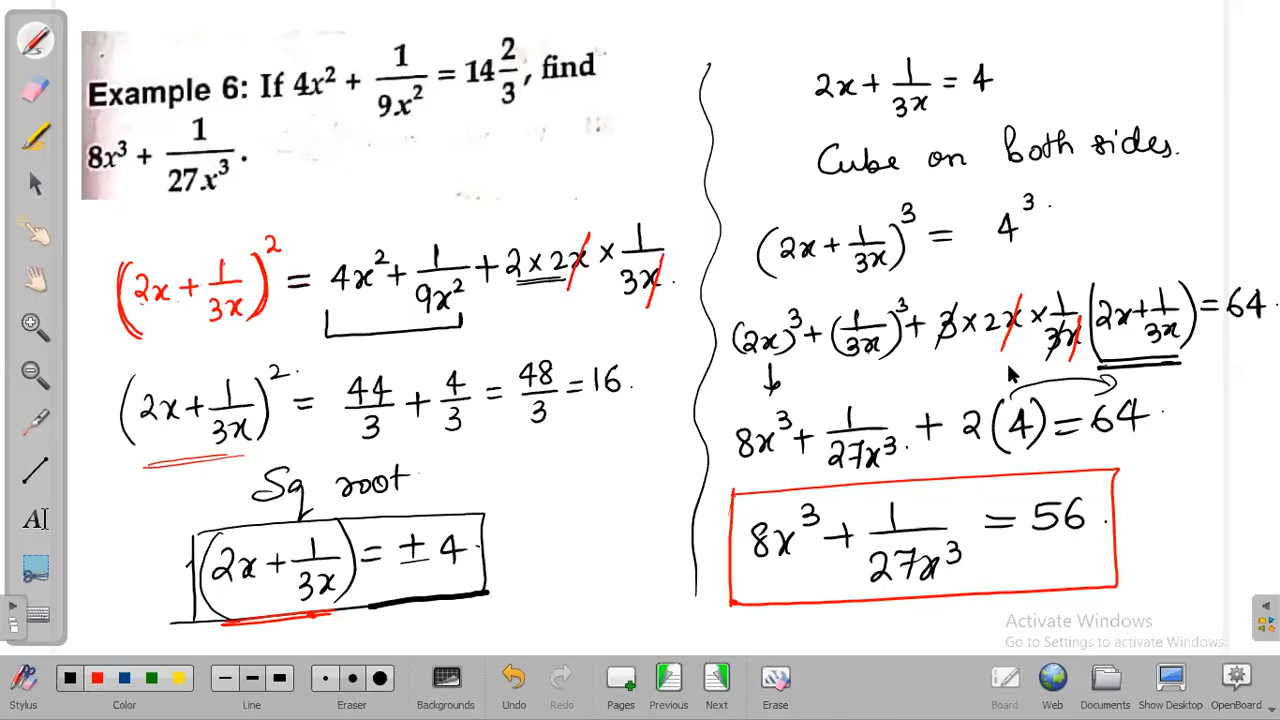 Example 6: If 4x² + 1/9x² = 14 2/3, find
8x³ + 1/27x³.
(2x + 1/3x)² = 4x² + 1/9x² + 2 × 2x × 1/3x
(2x + 1/3x)² = 44/3 + 4/3 = 48/3 = 16.
Sq root
(2x + 1/3x) = ± 4.
2x + 1/3x = 4
Cube on both sides.
(2x + 1/3x)³ = 4³.
(2x)³ + (1/3x)³ + 3 × 2x × 1/3x (2x + 1/3x) = 64.
8x³ + 1/27x³. + 2(4) = 64.
8x³ + 1/27x³ = 56.
Activate Windows
Go to Settings to activate Windows.
Stylus
Color
Line
Eraser
Backgrounds
Undo
Redo
Pages
Previous
Next
Erase
Board
Web
Documents
Show Desktop
OpenBoard